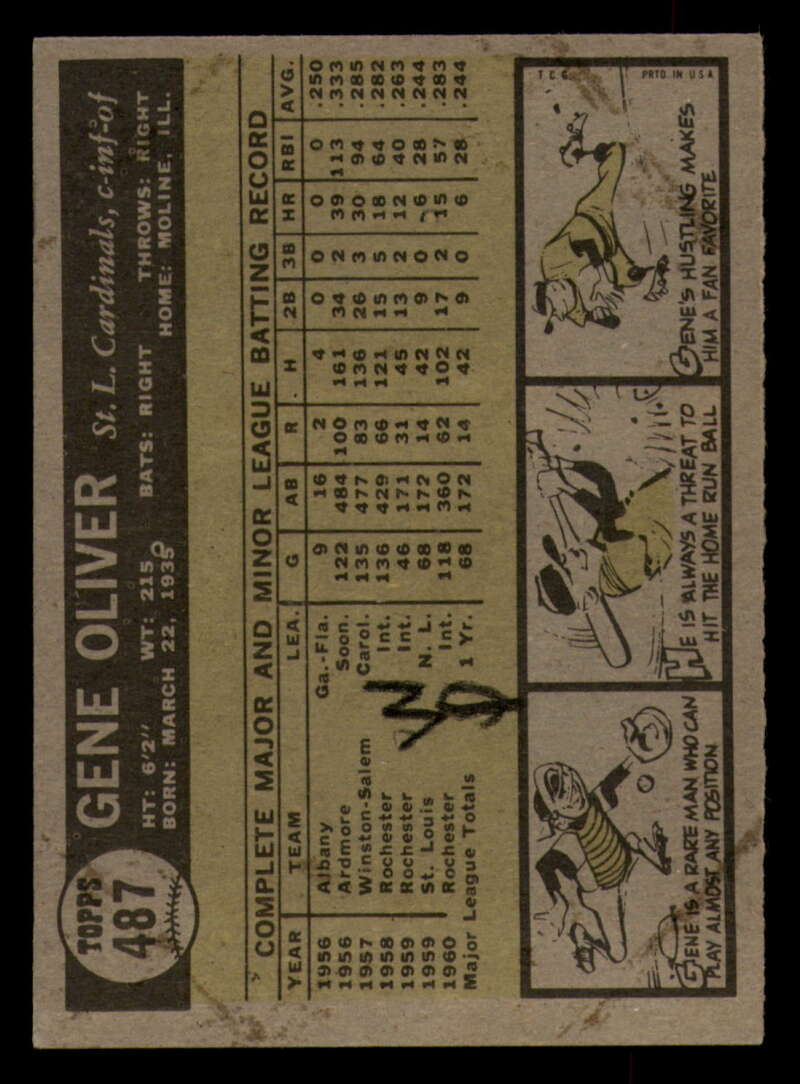 TOPPS
487
GENE OLIVER St. L. Cardinals, c-inf-of
HT: 6'2" WT: 215 BATS: RIGHT THROWS: RIGHT
BORN: MARCH 22, 1935 HOME: MOLINE, ILL.
COMPLETE MAJOR AND MINOR LEAGUE BATTING RECORD
YEAR TEAM LEA. G AB R H 2B 3B HR RBI AVG.
1956 Albany Ga.-Fla. 9 16 2 4 0 0 0 0 .250
1956 Ardmore Soon. 122 484 100 161 34 2 39 113 .333
1957 Winston-Salem Carol. 135 477 83 136 26 3 30 94 .285
1958 Rochester Int. 136 429 66 121 15 5 18 64 .282
1959 Rochester Int. 46 171 31 45 13 2 12 40 .263
1959 St. Louis N. L. 68 172 14 42 9 0 6 28 .244
1960 Rochester Int. 118 360 62 102 17 2 15 57 .283
Major League Totals 1 Yr. 68 172 14 42 9 0 6 28 .244
GENE IS A RARE MAN WHO CAN
PLAY ALMOST ANY POSITION
HE IS ALWAYS A THREAT TO
HIT THE HOME RUN BALL
T C G PRTD IN USA
GENE'S HUSTLING MAKES
HIM A FAN FAVORITE